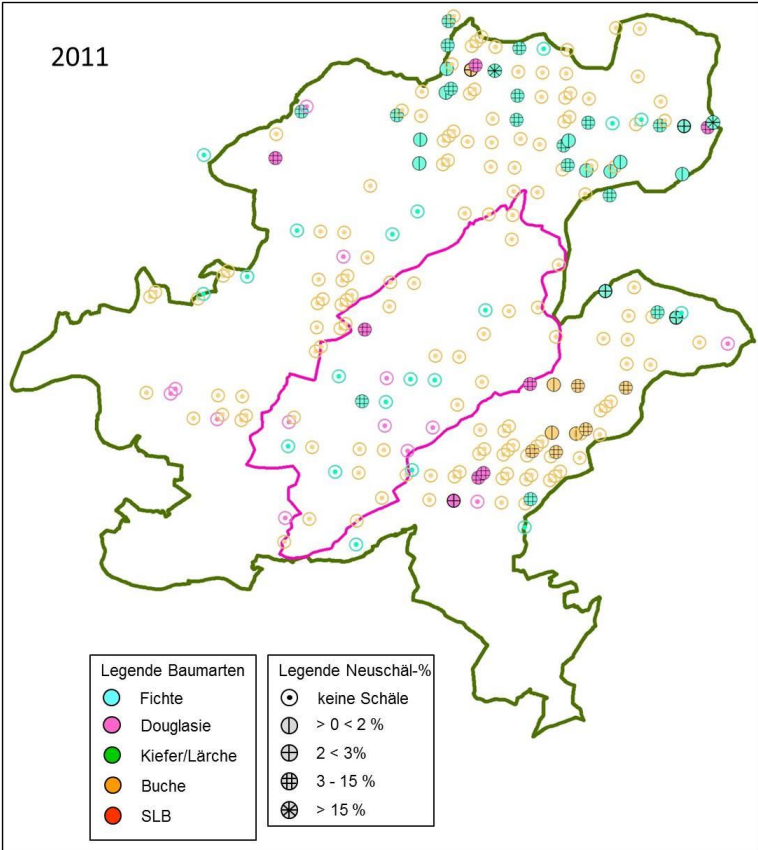 2011
Legende Baumarten
Fichte
Douglasie
Kiefer/Lärche
Buche
SLB
Legende Neuschäl-%
keine Schäle
> 0 < 2 %
2 < 3%
3 - 15 %
> 15 %